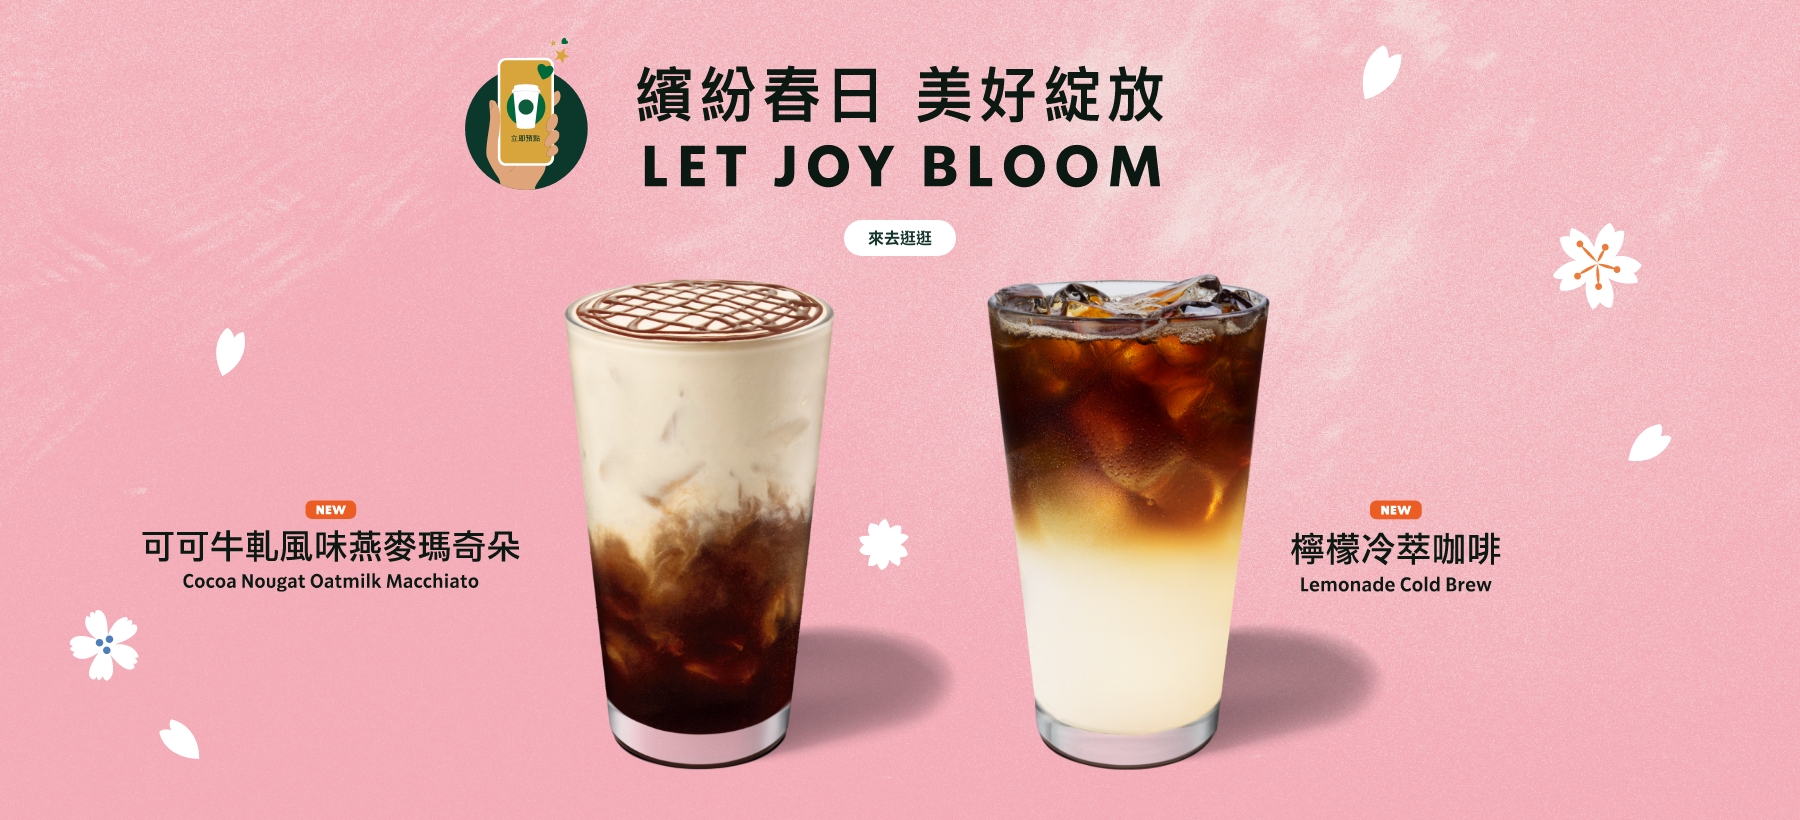 立即預點
繽紛春日 美好綻放
LET JOY BLOOM
來去逛逛
NEW
可可牛軋風味燕麥瑪奇朵
Cocoa Nougat Oatmilk Macchiato
NEW
檸檬冷萃咖啡
Lemonade Cold Brew